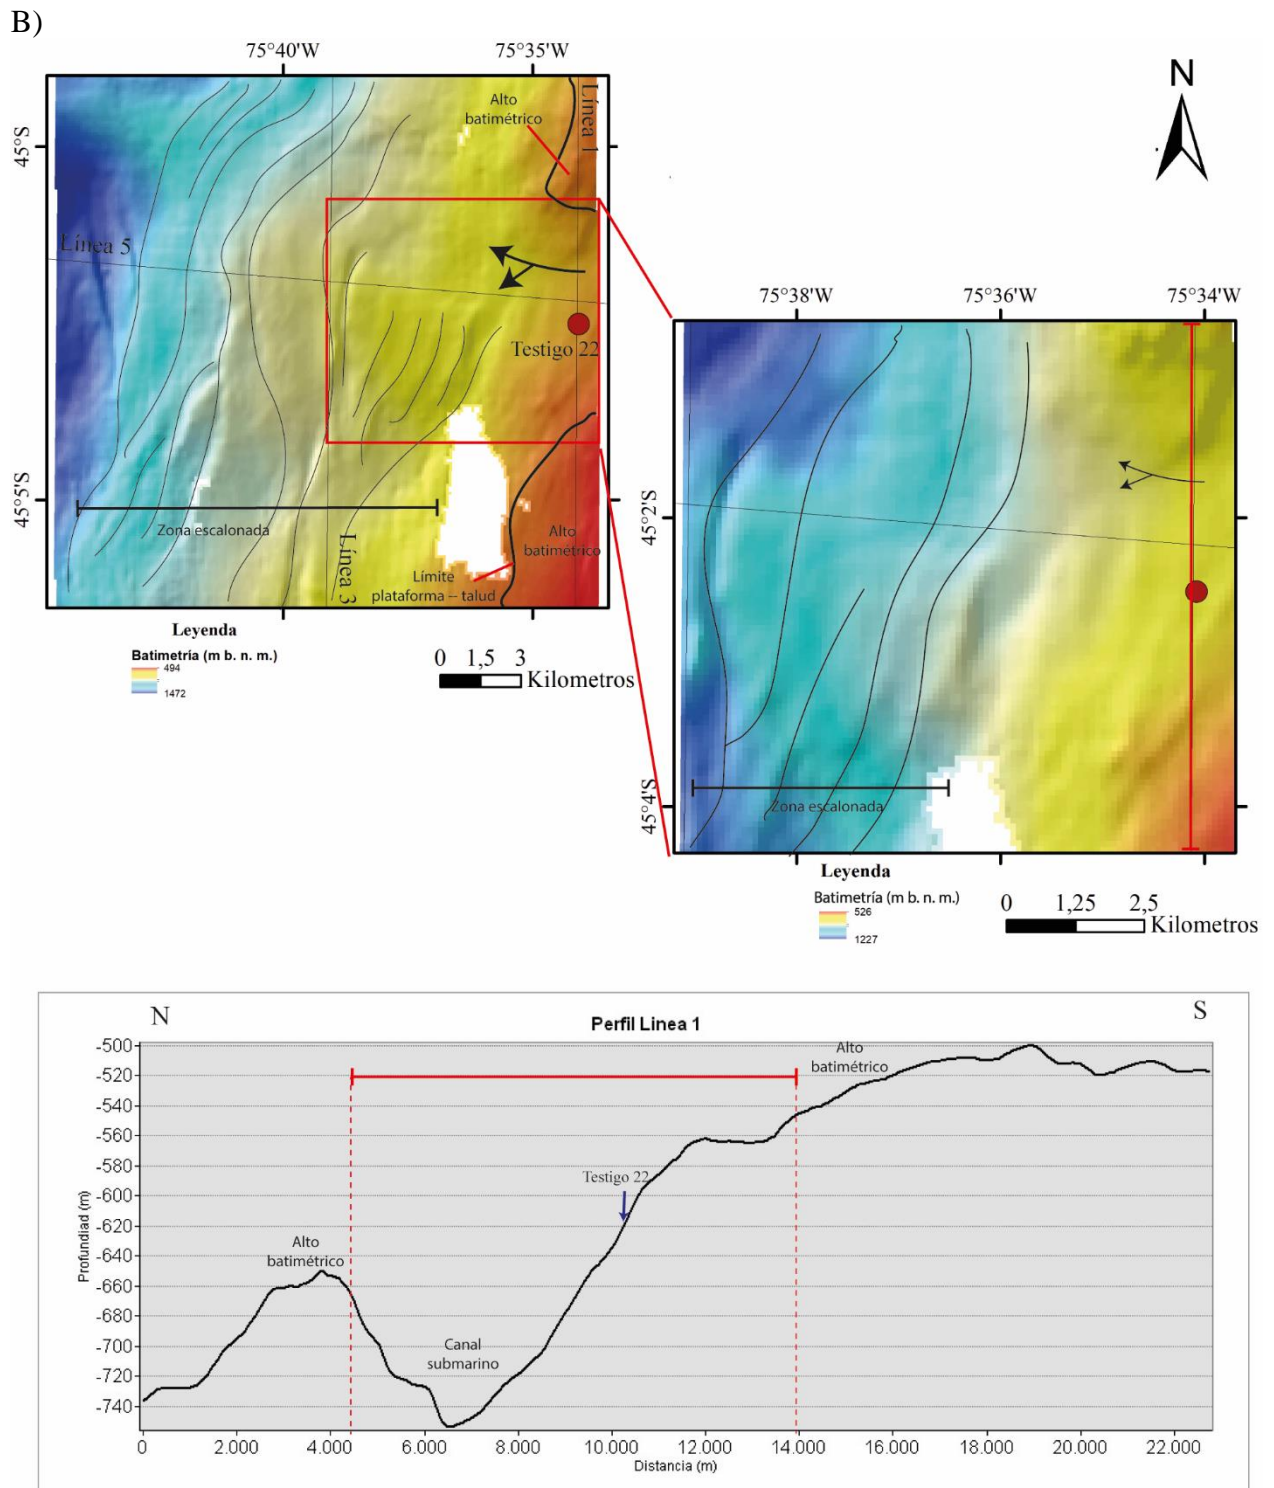 B)
75°40'W
75°35'W
N
45°S
45°5'S
Alto
batimétrico
Línea 1
Línea 5
Testigo 22
Zona escalonada
Línea 3
Alto
batimétrico
Límite
plataforma -- talud
Leyenda
Batimetría (m b. n. m.)
494
1472
0 1,5 3
Kilometros
75°38'W
75°36'W
75°34'W
45°2'S
45°4'S
Zona escalonada
Leyenda
Batimetría (m b. n. m.)
526
1227
0 1,25 2,5
Kilometros
N
S
Perfil Linea 1
-500
-520
-540
-560
-580
-600
-620
-640
-660
-680
-700
-720
-740
Profundiad (m)
Alto
batimétrico
Canal
submarino
Testigo 22
Alto
batimétrico
0 2.000 4.000 6.000 8.000 10.000 12.000 14.000 16.000 18.000 20.000 22.000
Distancia (m)